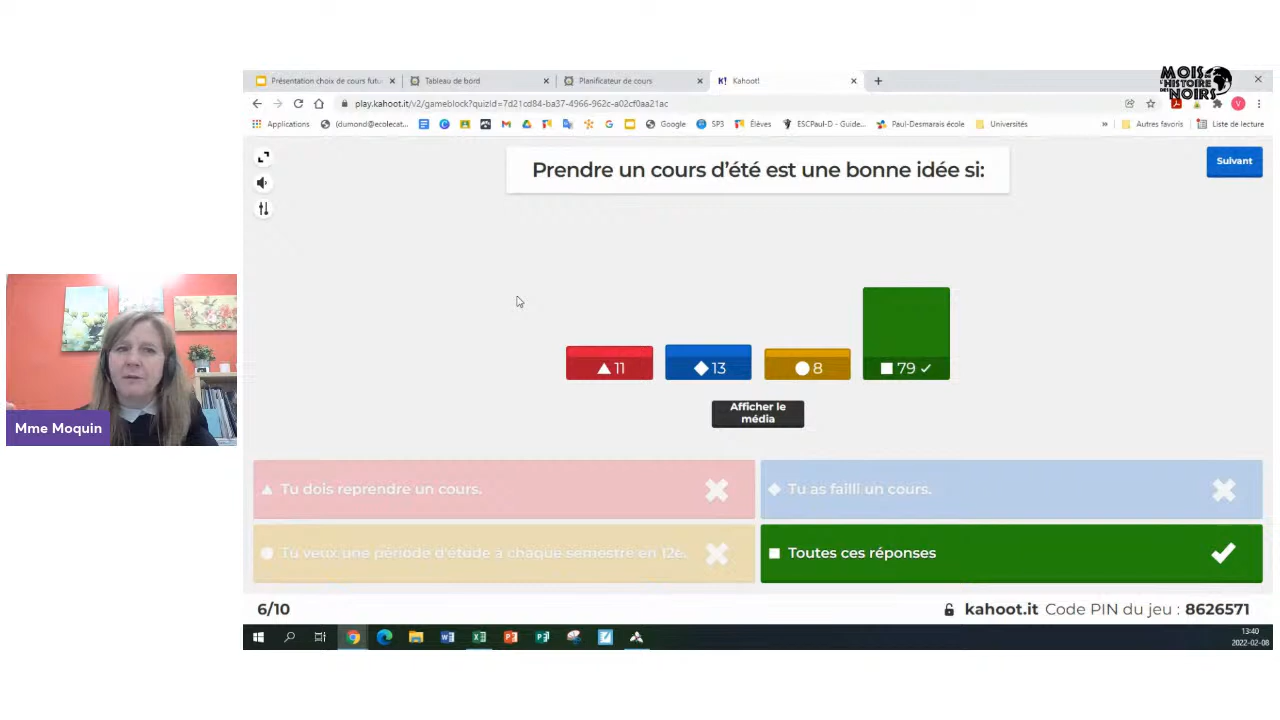 MOIS DE
L'HISTOIRE
DES NOIRS
Présentation choix de cours futu
Tableau de bord
Planificateur de cours
K! Kahoot!
play.kahoot.it/v2/gameblock?quizid=7d21cd84-ba37-4966-962c-a02cf0aa21ac
Applications
(dumond@ecolecat...
Google
SP3
Élèves
ESCPaul-D - Guide...
Paul-Desmarais école
Universités
»
Autres favoris
Liste de lecture
Prendre un cours d'été est une bonne idée si:
Suivant
11
13
8
79
Afficher le
média
Mme Moquin
Tu dois reprendre un cours.
Tu as failli un cours.
Tu veux une période d'étude à chaque semestre en 12e.
Toutes ces réponses
6/10
kahoot.it Code PIN du jeu : 8626571
13:40
2022-02-08